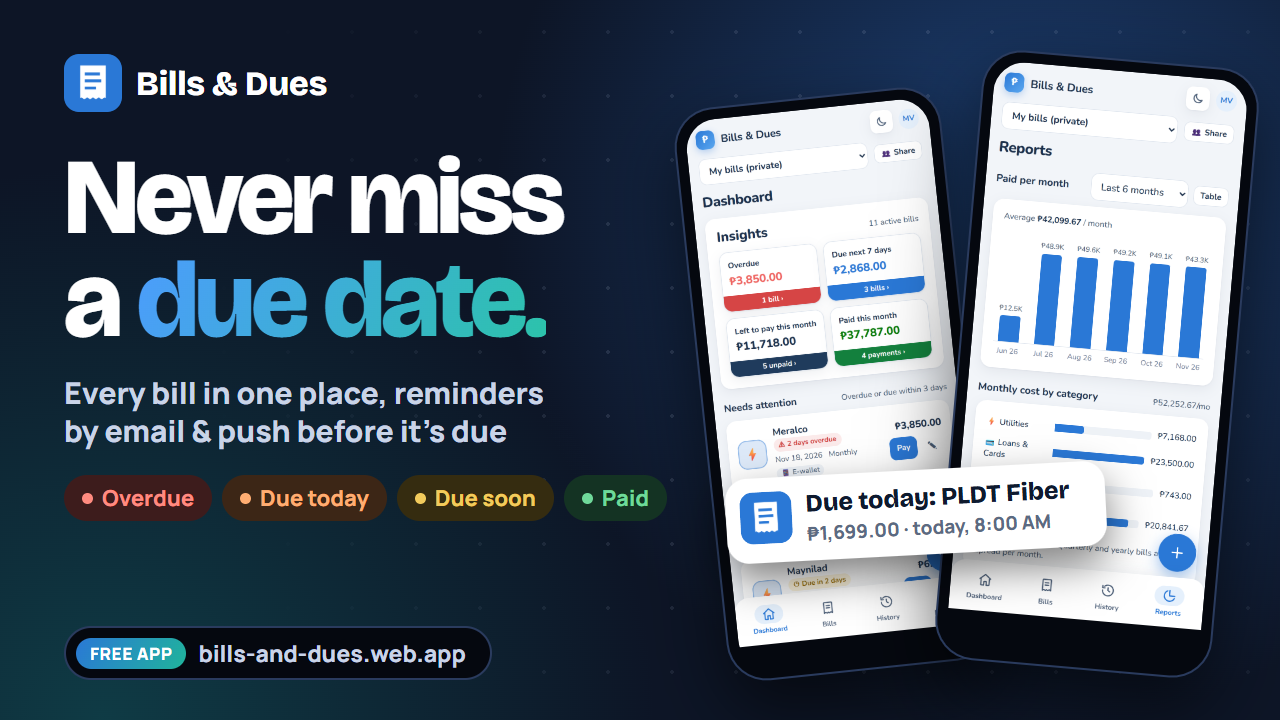 Bills & Dues
Never miss
a due date.
Every bill in one place, reminders
by email & push before it's due
Overdue
Due today
Due soon
Paid
FREE APP
bills-and-dues.web.app
₱
Bills & Dues
MV
My bills (private)
Share
Dashboard
Insights
11 active bills
Overdue
₱3,850.00
1 bill ›
Due next 7 days
₱2,868.00
3 bills ›
Left to pay this month
₱11,718.00
5 unpaid ›
Paid this month
₱37,787.00
4 payments ›
Needs attention
Overdue or due within 3 days
Meralco
₱3,850.00
2 days overdue
Nov 18, 2026 Monthly
Pay
E-wallet
Due today: PLDT Fiber
₱1,699.00 · today, 8:00 AM
Maynilad
Due in 2 days
Dashboard
Bills
History
₱
Bills & Dues
MV
My bills (private)
Share
Reports
Paid per month
Last 6 months
Table
Average ₱42,099.67 / month
₱12.5K
₱48.9K
₱49.6K
₱49.2K
₱49.1K
₱43.3K
Jun 26
Jul 26
Aug 26
Sep 26
Oct 26
Nov 26
Monthly cost by category
₱52,252.67/mo
Utilities
₱7,168.00
Loans &
Cards
₱23,500.00
₱743.00
₱20,841.67
and yearly bills
per month.
+
Dashboard
Bills
History
Reports